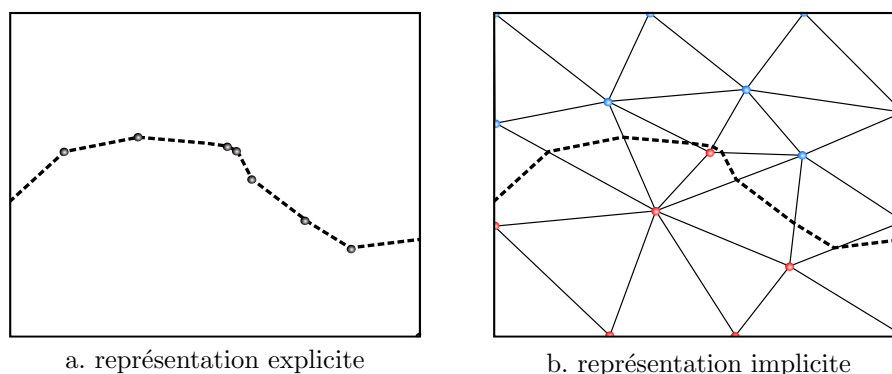 a. représentation explicite
b. représentation implicite